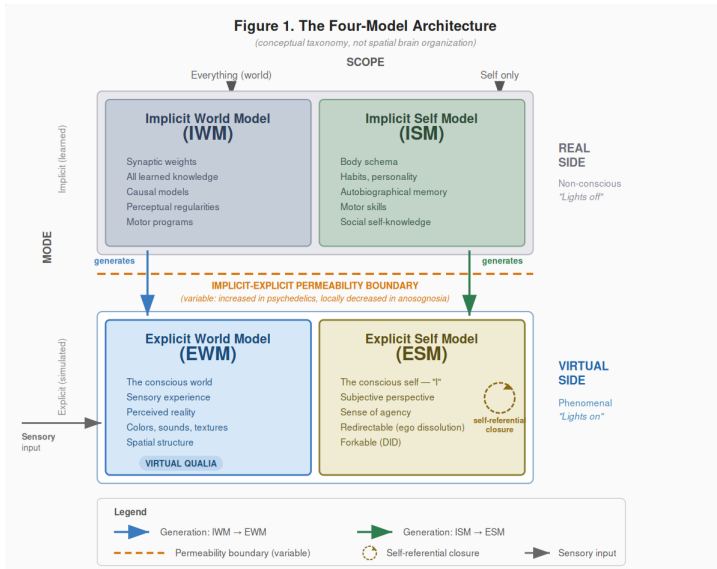 Figure 1. The Four-Model Architecture
(conceptual taxonomy, not spatial brain organization)
SCOPE
Everything (world)
Self only
MODE
Implicit (learned)
Implicit World Model
(IWM)
Synaptic weights
All learned knowledge
Causal models
Perceptual regularities
Motor programs
Implicit Self Model
(ISM)
Body schema
Habits, personality
Autobiographical memory
Motor skills
Social self-knowledge
REAL
SIDE
Non-conscious
"Lights off"
generates
generates
IMPLICIT-EXPLICIT PERMEABILITY BOUNDARY
(variable: increased in psychedelics, locally decreased in anosognosia)
Explicit (simulated)
Explicit World Model
(EWM)
The conscious world
Sensory experience
Perceived reality
Colors, sounds, textures
Spatial structure
VIRTUAL QUALIA
Explicit Self Model
(ESM)
The conscious self — "I"
Subjective perspective
Sense of agency
Redirectable (ego dissolution)
Forkable (DID)
self-referential
closure
VIRTUAL
SIDE
Phenomenal
"Lights on"
Sensory
input
Legend
Generation: IWM → EWM
Generation: ISM → ESM
Permeability boundary (variable)
Self-referential closure
Sensory input